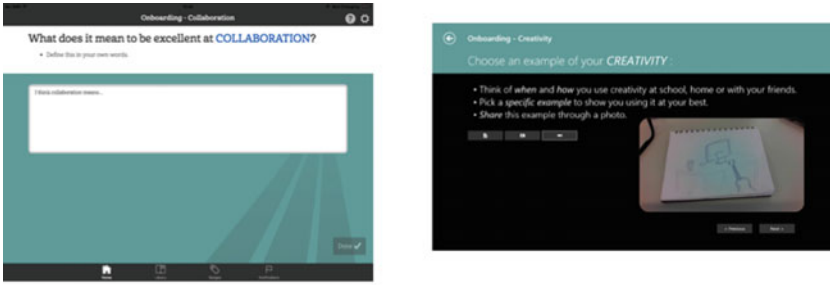 Onboarding - Collaboration
What does it mean to be excellent at COLLABORATION?
• Define this in your own words.
I think collaboration means...
Done
Home
Library
Badges
Notifications
Onboarding - Creativity
Choose an example of your CREATIVITY :
• Think of when and how you use creativity at school, home or with your friends.
• Pick a specific example to show you using it at your best.
• Share this example through a photo.
< Previous
Next >